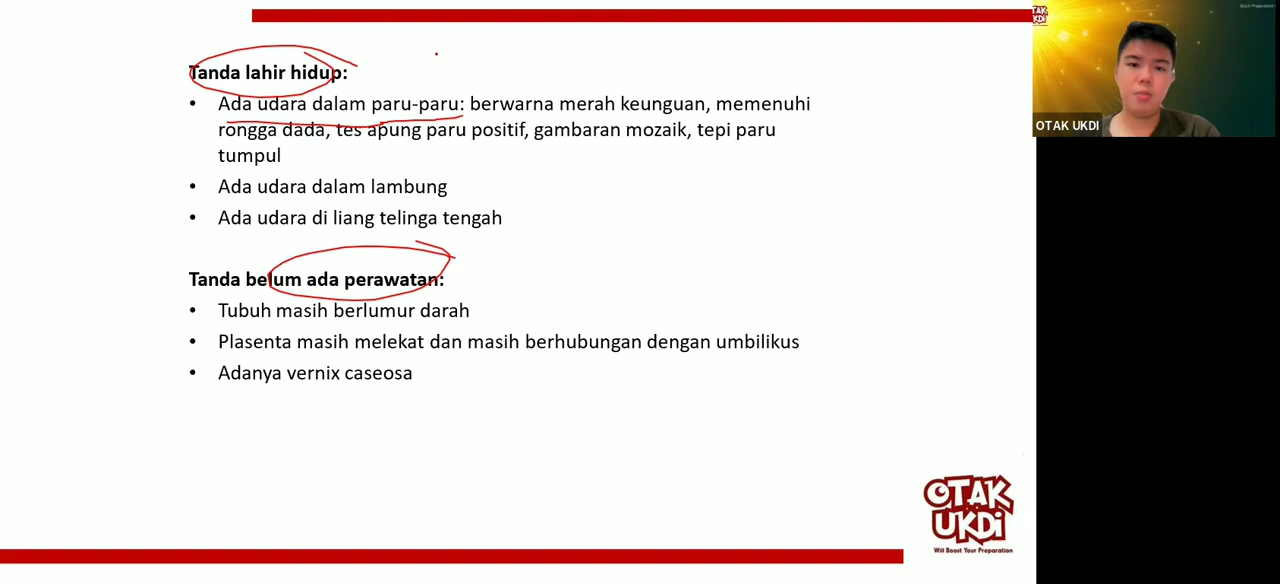 Tanda lahir hidup:
• Ada udara dalam paru-paru: berwarna merah keunguan, memenuhi
rongga dada, tes apung paru positif, gambaran mozaik, tepi paru
tumpul
• Ada udara dalam lambung
• Ada udara di liang telinga tengah
Tanda belum ada perawatan:
• Tubuh masih berlumur darah
• Plasenta masih melekat dan masih berhubungan dengan umbilikus
• Adanya vernix caseosa
OTAK
UKDI
OTAK UKDI
OTAK
UKDi
Will Boost Your Preparation